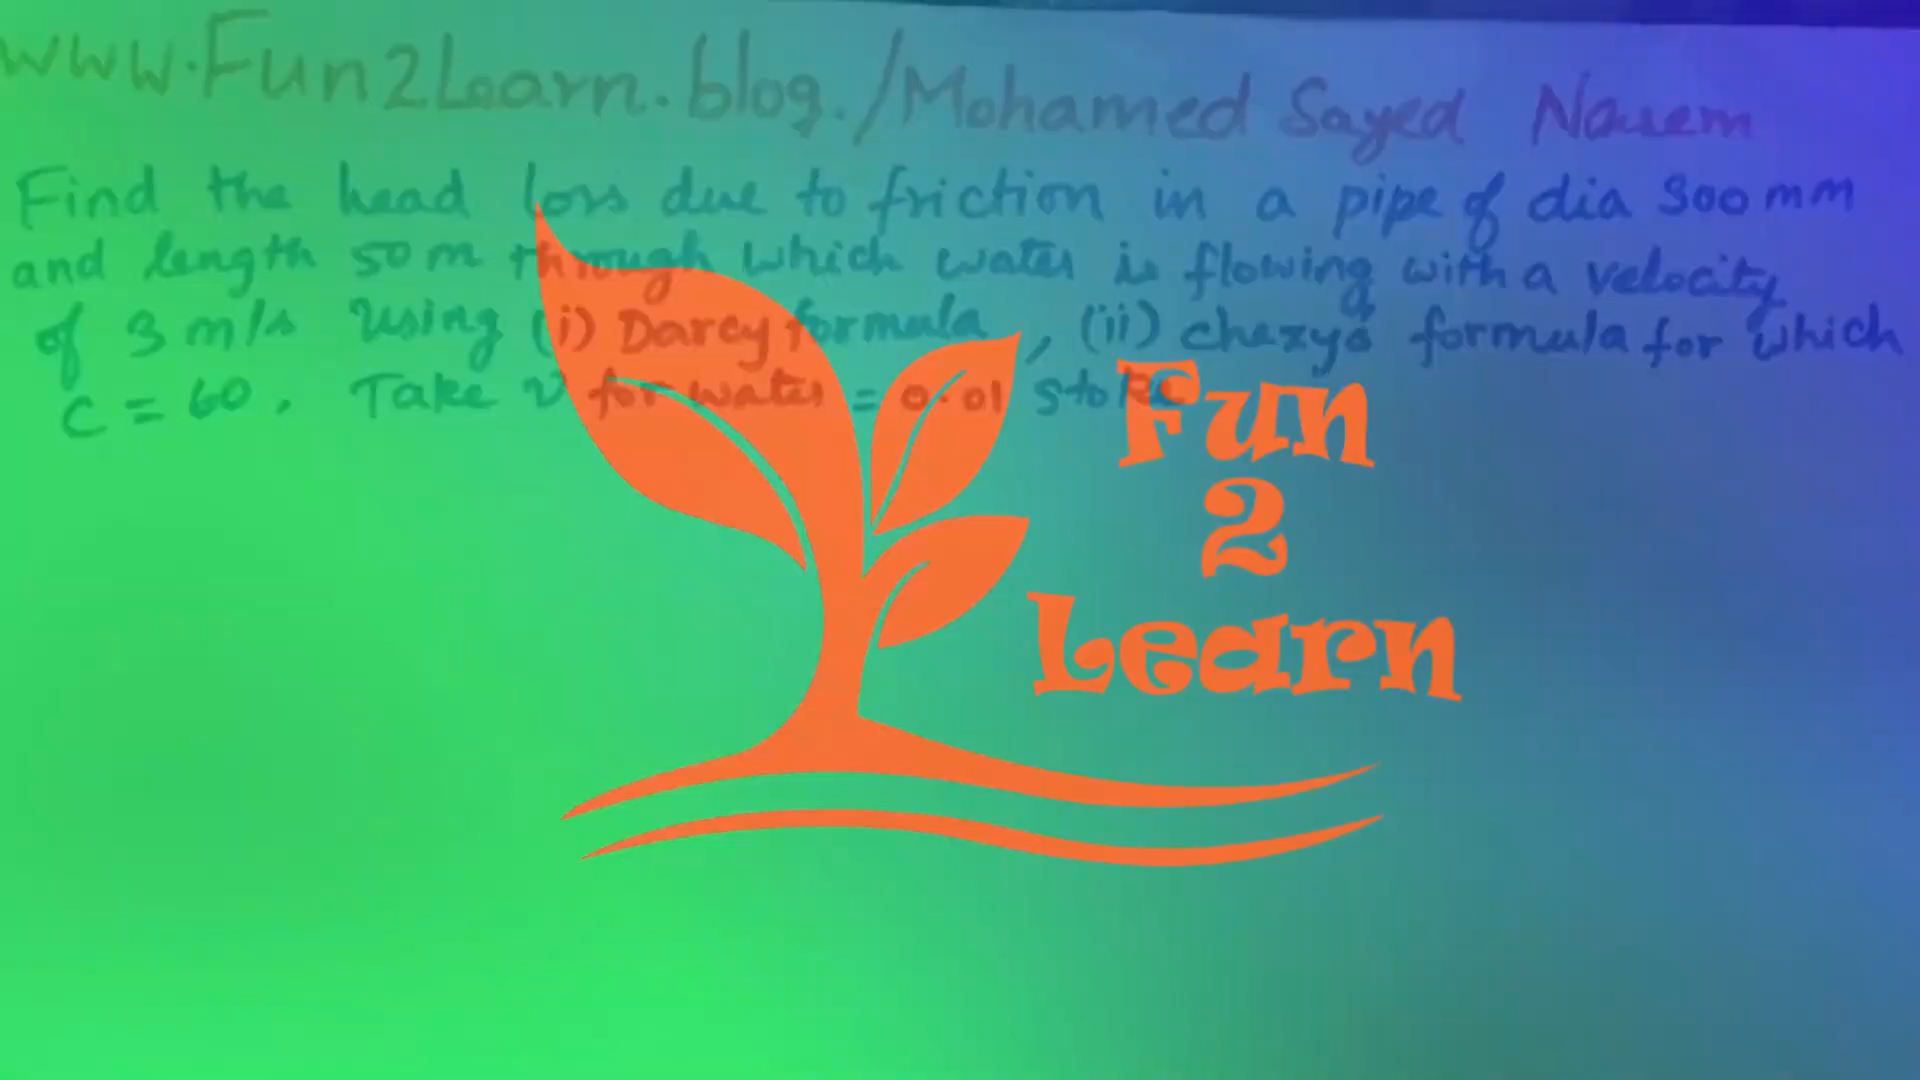 www.Fun2Learn.blog./Mohamed Sayed Naseem
Find the head loss due to friction in a pipe of dia 300 mm
and length 50 m through which water is flowing with a velocity
of 3 m/s using (i) Darcy formula, (ii) chezy's formula for which
C = 60. Take ν for water = 0.01 stoke
Fun
2
Learn